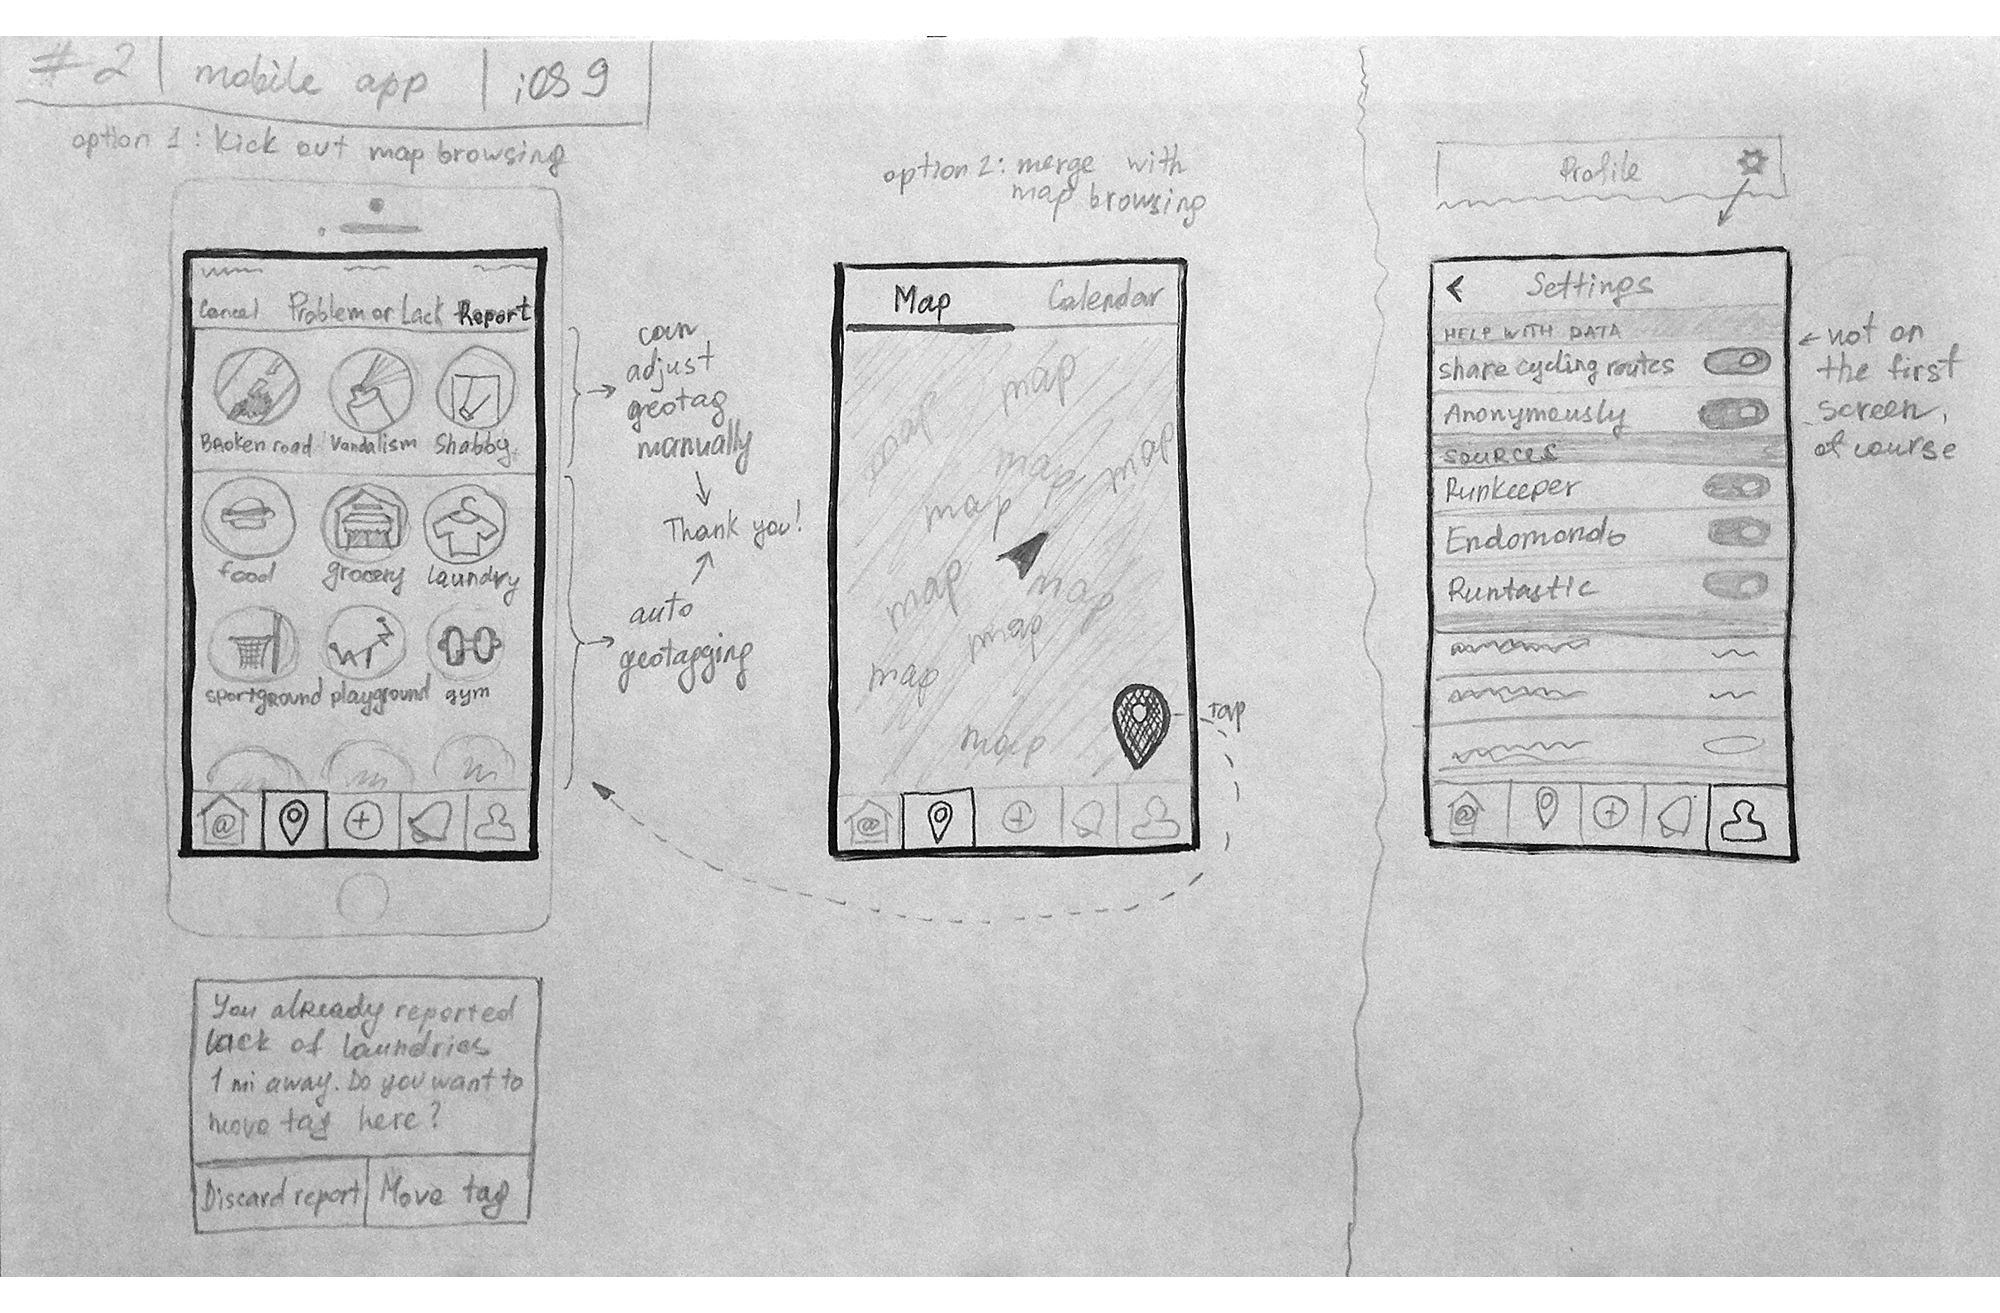 #2 | mobile app | iOS 9
option 1: Kick out map browsing
Cancel Problem or Lack Report
Broken road Vandalism Shabby
food grocery laundry
sportground playground gym
@
can
adjust
geotag
manually
Thank you!
auto
geotagging
You already reported
lack of laundries
1 mi away. Do you want to
move tag here?
Discard report Move tag
option 2: merge with
map browsing
Map Calendar
map
map
map
map
map
map
map
map
map
map
tap
@
Profile
Settings
HELP WITH DATA
share cycling routes
Anonymously
SOURCES
Runkeeper
Endomondo
Runtastic
@
not on
the first
screen,
of course